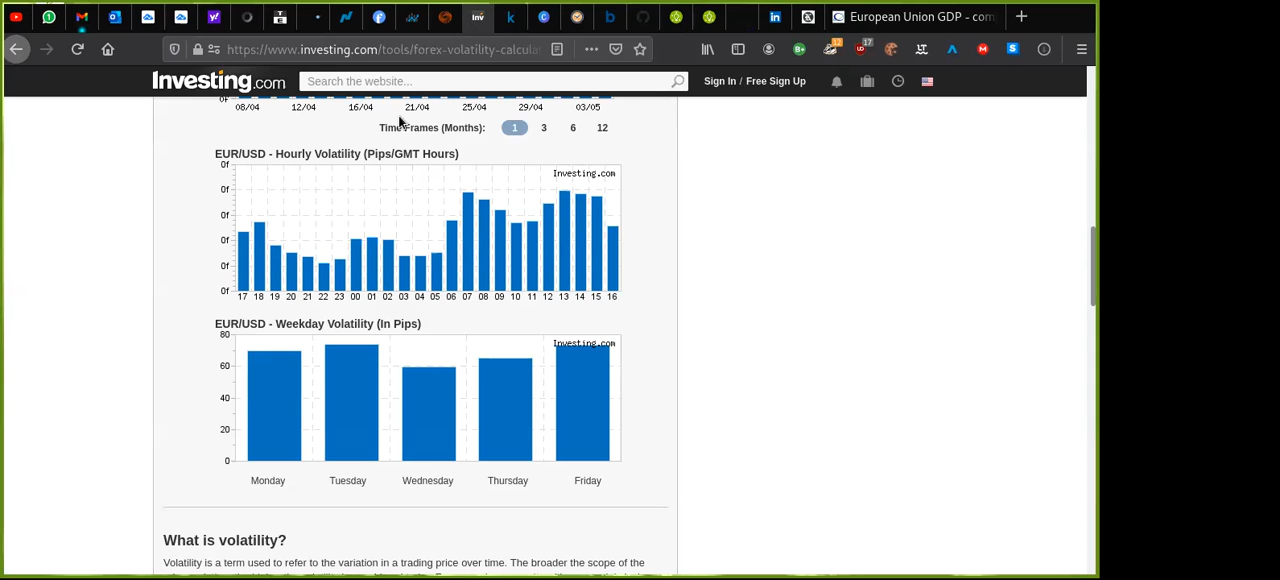 European Union GDP - com
https://www.investing.com/tools/forex-volatility-calculat
Investing.com
Search the website...
Sign In / Free Sign Up
08/04 12/04 16/04 21/04 25/04 29/04 03/05
Time Frames (Months): 1 3 6 12
EUR/USD - Hourly Volatility (Pips/GMT Hours)
Investing.com
0f
0f
0f
0f
0f
0f
17 18 19 20 21 22 23 00 01 02 03 04 05 06 07 08 09 10 11 12 13 14 15 16
EUR/USD - Weekday Volatility (In Pips)
Investing.com
80
60
40
20
0
Monday Tuesday Wednesday Thursday Friday
What is volatility?
Volatility is a term used to refer to the variation in a trading price over time. The broader the scope of the